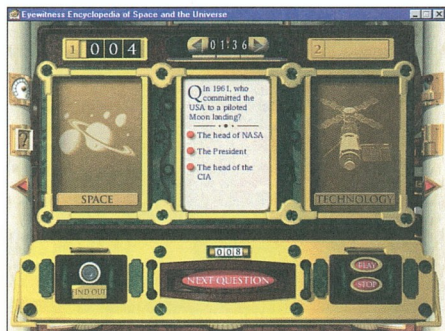 Eyewitness Encyclopedia of Space and the Universe
1 004
01:36
2
Q In 1961, who
committed the
USA to a piloted
Moon landing?
The head of NASA
The President
The head of the
CIA
SPACE
TECHNOLOGY
008
FIND OUT
NEXT QUESTION
PLAY
STOP
?